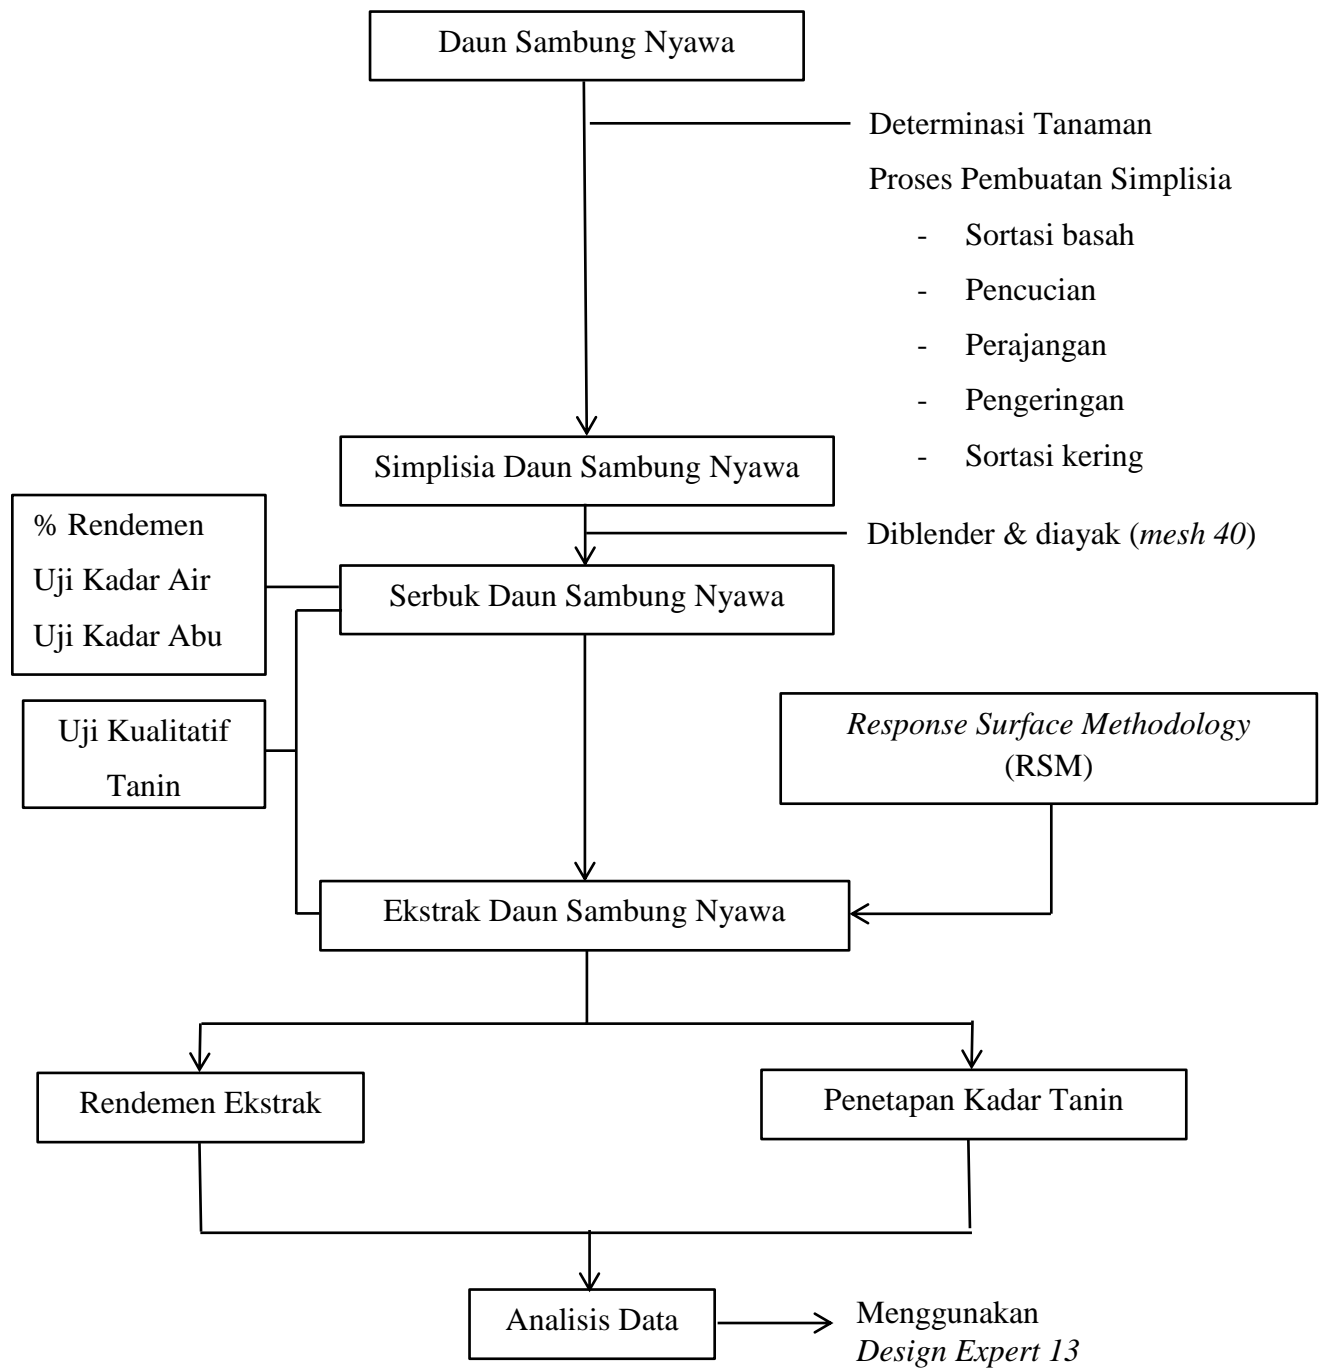 Daun Sambung Nyawa
Determinasi Tanaman
Proses Pembuatan Simplisia
- Sortasi basah
- Pencucian
- Perajangan
- Pengeringan
- Sortasi kering
Simplisia Daun Sambung Nyawa
Diblender & diayak (mesh 40)
% Rendemen
Uji Kadar Air
Uji Kadar Abu
Serbuk Daun Sambung Nyawa
Uji Kualitatif
Tanin
Response Surface Methodology
(RSM)
Ekstrak Daun Sambung Nyawa
Rendemen Ekstrak
Penetapan Kadar Tanin
Analisis Data
Menggunakan
Design Expert 13